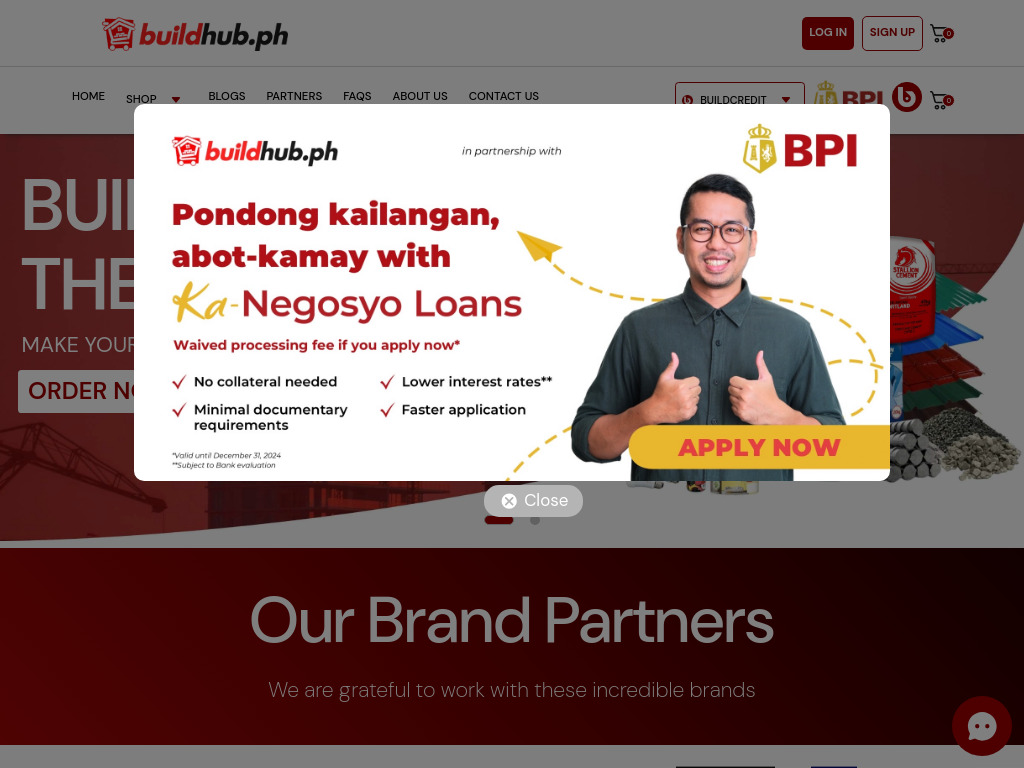 buildhub.ph
LOG IN
SIGN UP
0
HOME
SHOP
BLOGS
PARTNERS
FAQS
ABOUT US
CONTACT US
BUILDCREDIT
BPI
0
buildhub.ph
in partnership with
BPI
Pondong kailangan,
abot-kamay with
Ka-Negosyo Loans
Waived processing fee if you apply now*
No collateral needed
Lower interest rates**
Minimal documentary
requirements
Faster application
*Valid until December 31, 2024
**Subject to Bank evaluation
APPLY NOW
Close
THE
MAKE YOUR
ORDER
STALLION
CEMENT
Our Brand Partners
We are grateful to work with these incredible brands